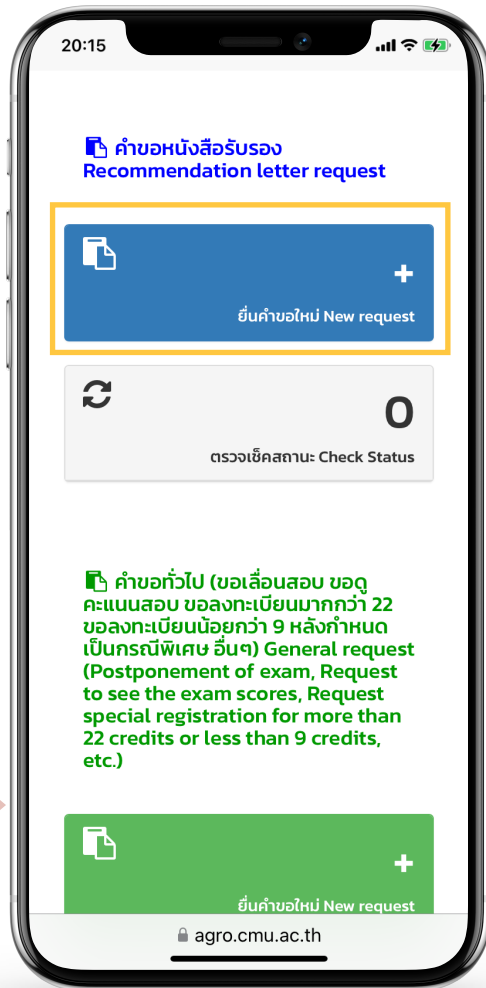 20:15
คำขอหนังสือรับรอง
Recommendation letter request
+
ยื่นคำขอใหม่ New request
0
ตรวจเช็คสถานะ Check Status
คำขอทั่วไป (ขอเลื่อนสอบ ขอดู
คะแนนสอบ ขอลงทะเบียนมากกว่า 22
ขอลงทะเบียนน้อยกว่า 9 หลังกำหนด
เป็นกรณีพิเศษ อื่นๆ) General request
(Postponement of exam, Request
to see the exam scores, Request
special registration for more than
22 credits or less than 9 credits,
etc.)
+
ยื่นคำขอใหม่ New request
agro.cmu.ac.th